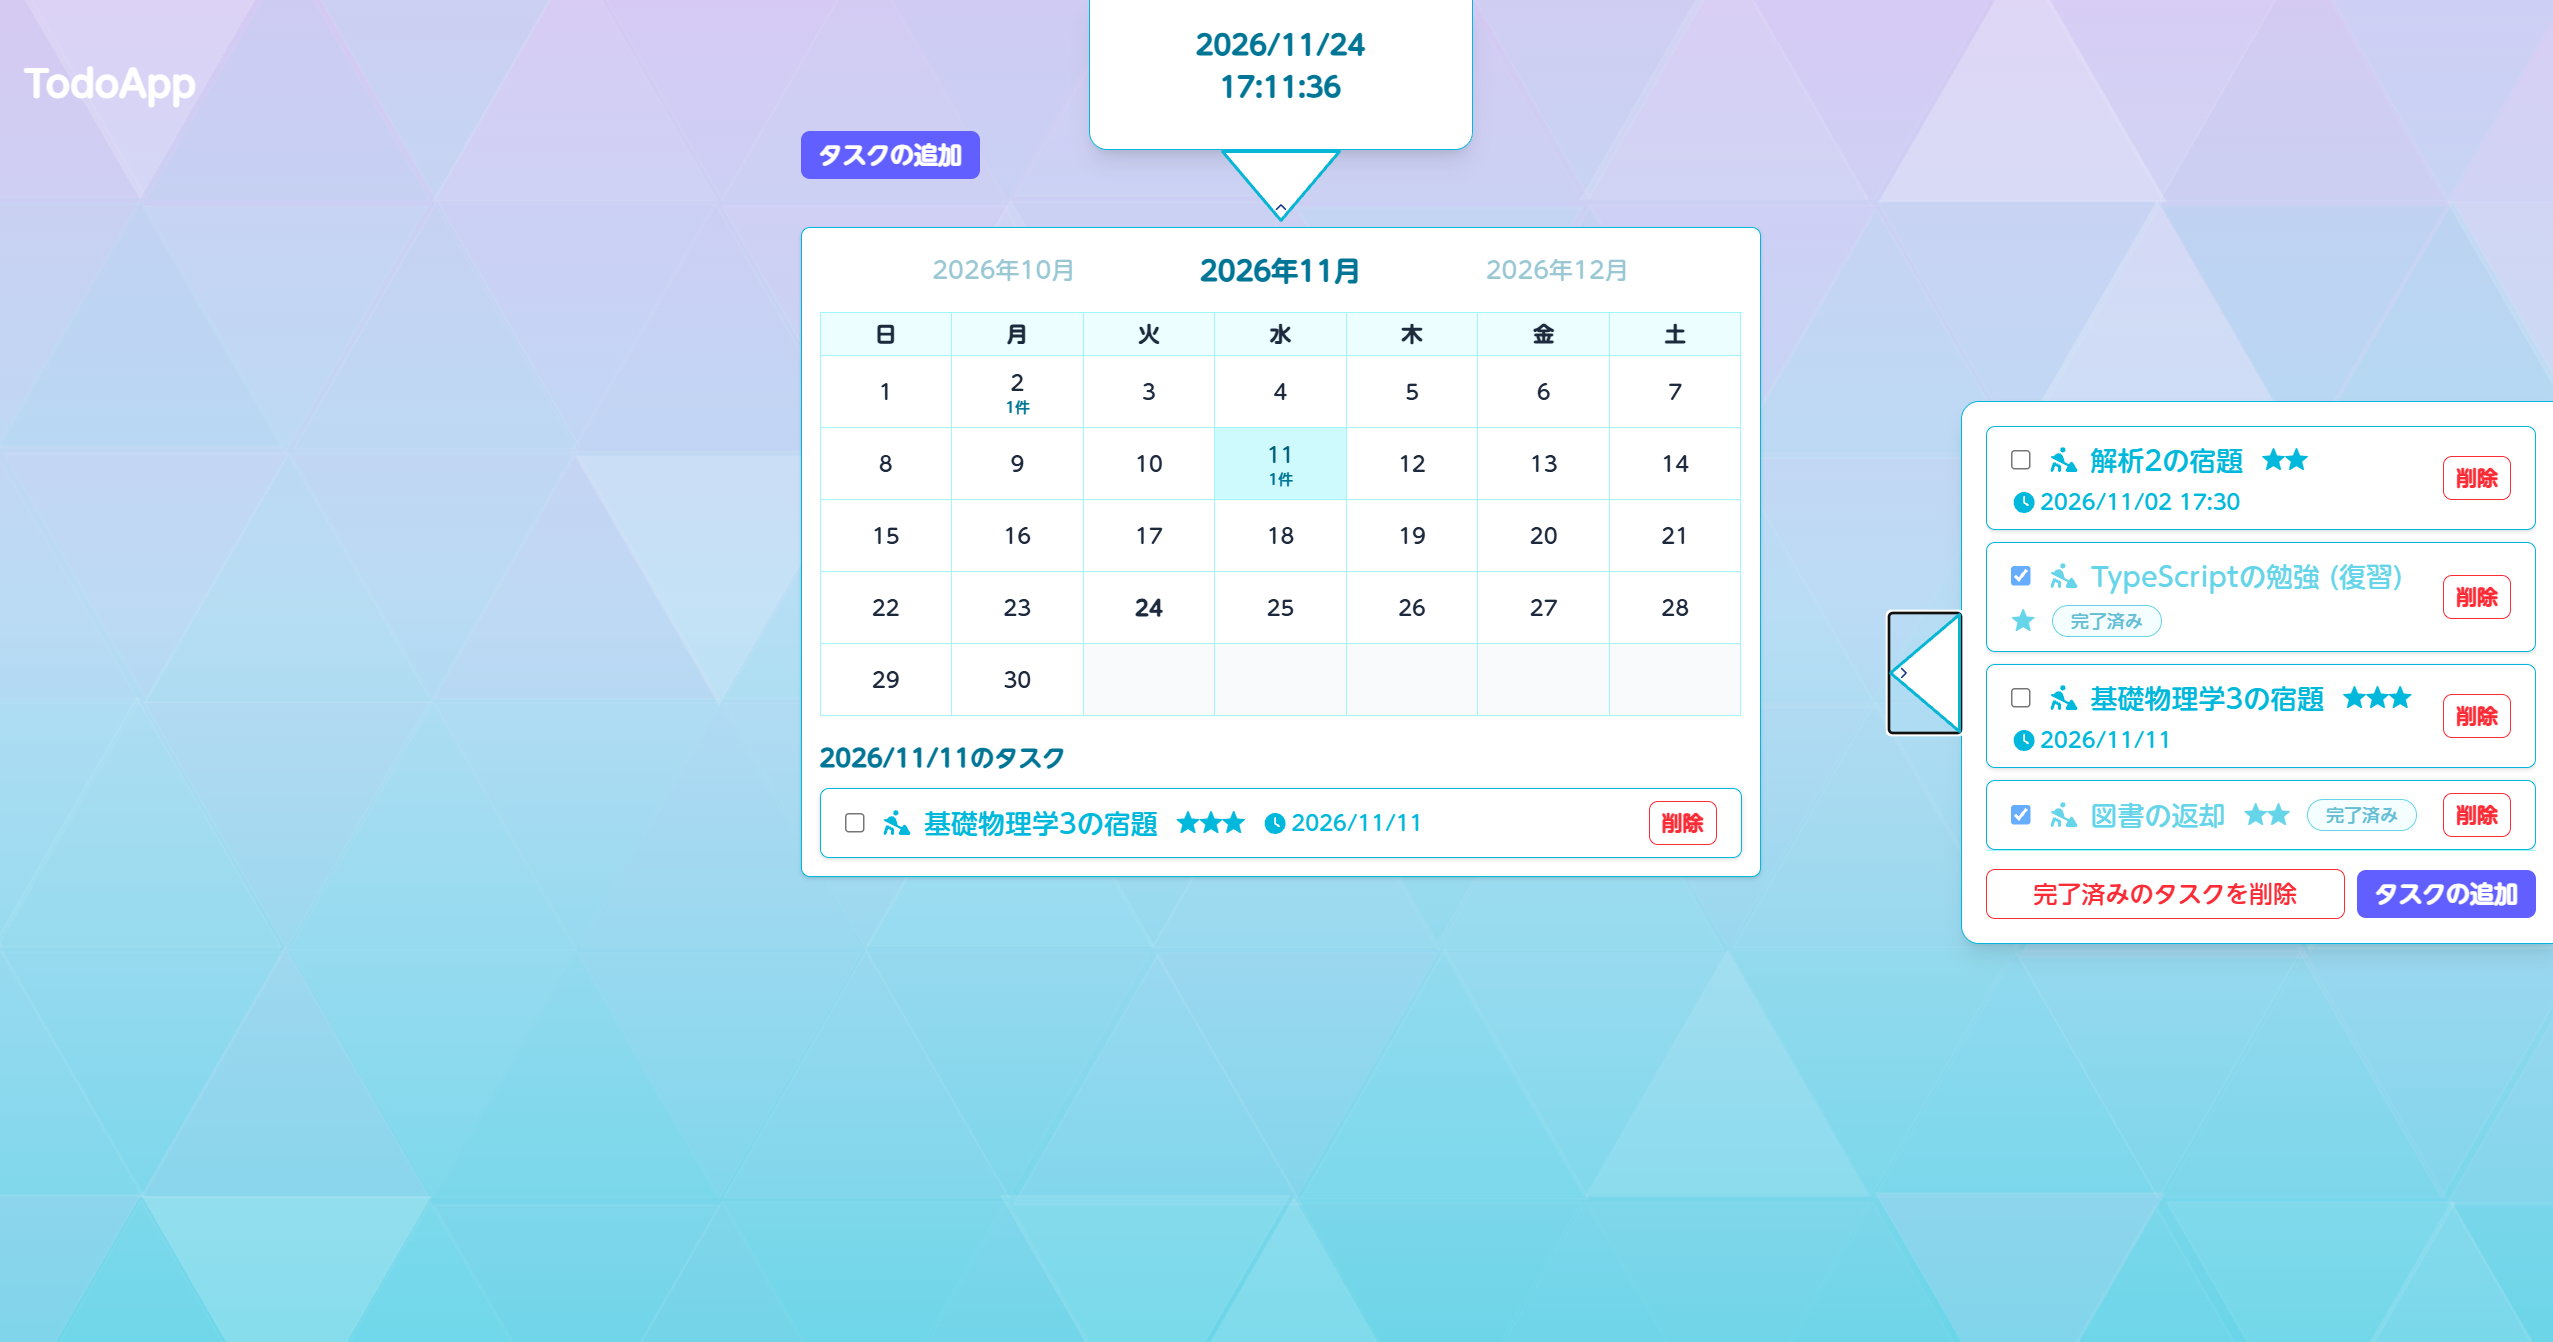 TodoApp
2026/11/24
17:11:36
タスクの追加
2026年10月 2026年11月 2026年12月
日 月 火 水 木 金 土
1 2 3 4 5 6 7
1件
8 9 10 11 12 13 14
1件
15 16 17 18 19 20 21
22 23 24 25 26 27 28
29 30
2026/11/11のタスク
基礎物理学3の宿題 ★★★ 2026/11/11 削除
解析2の宿題 ★★
2026/11/02 17:30
削除
TypeScriptの勉強 (復習)
★ 完了済み
削除
基礎物理学3の宿題 ★★★
2026/11/11
削除
図書の返却 ★★ 完了済み 削除
完了済みのタスクを削除 タスクの追加